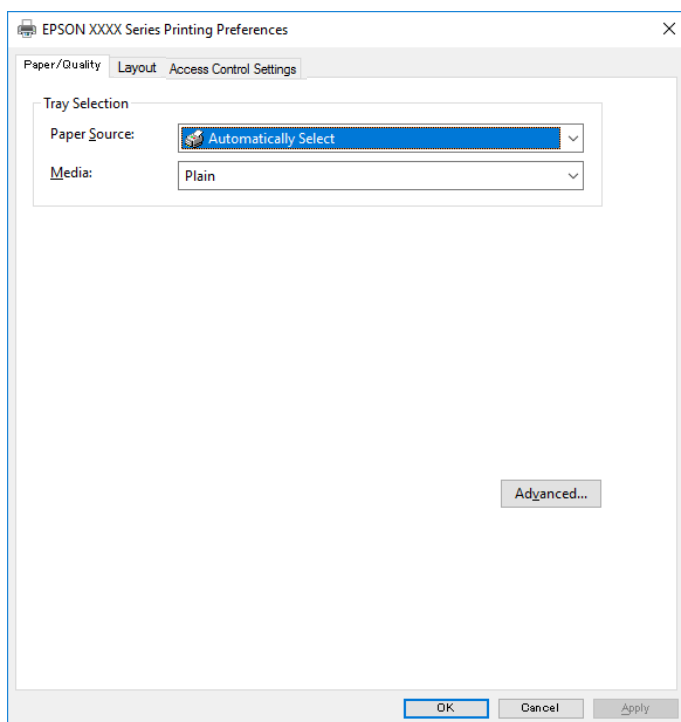 EPSON XXXX Series Printing Preferences
Paper/Quality Layout Access Control Settings
Tray Selection
Paper Source: Automatically Select
Media: Plain
Advanced...
OK Cancel Apply